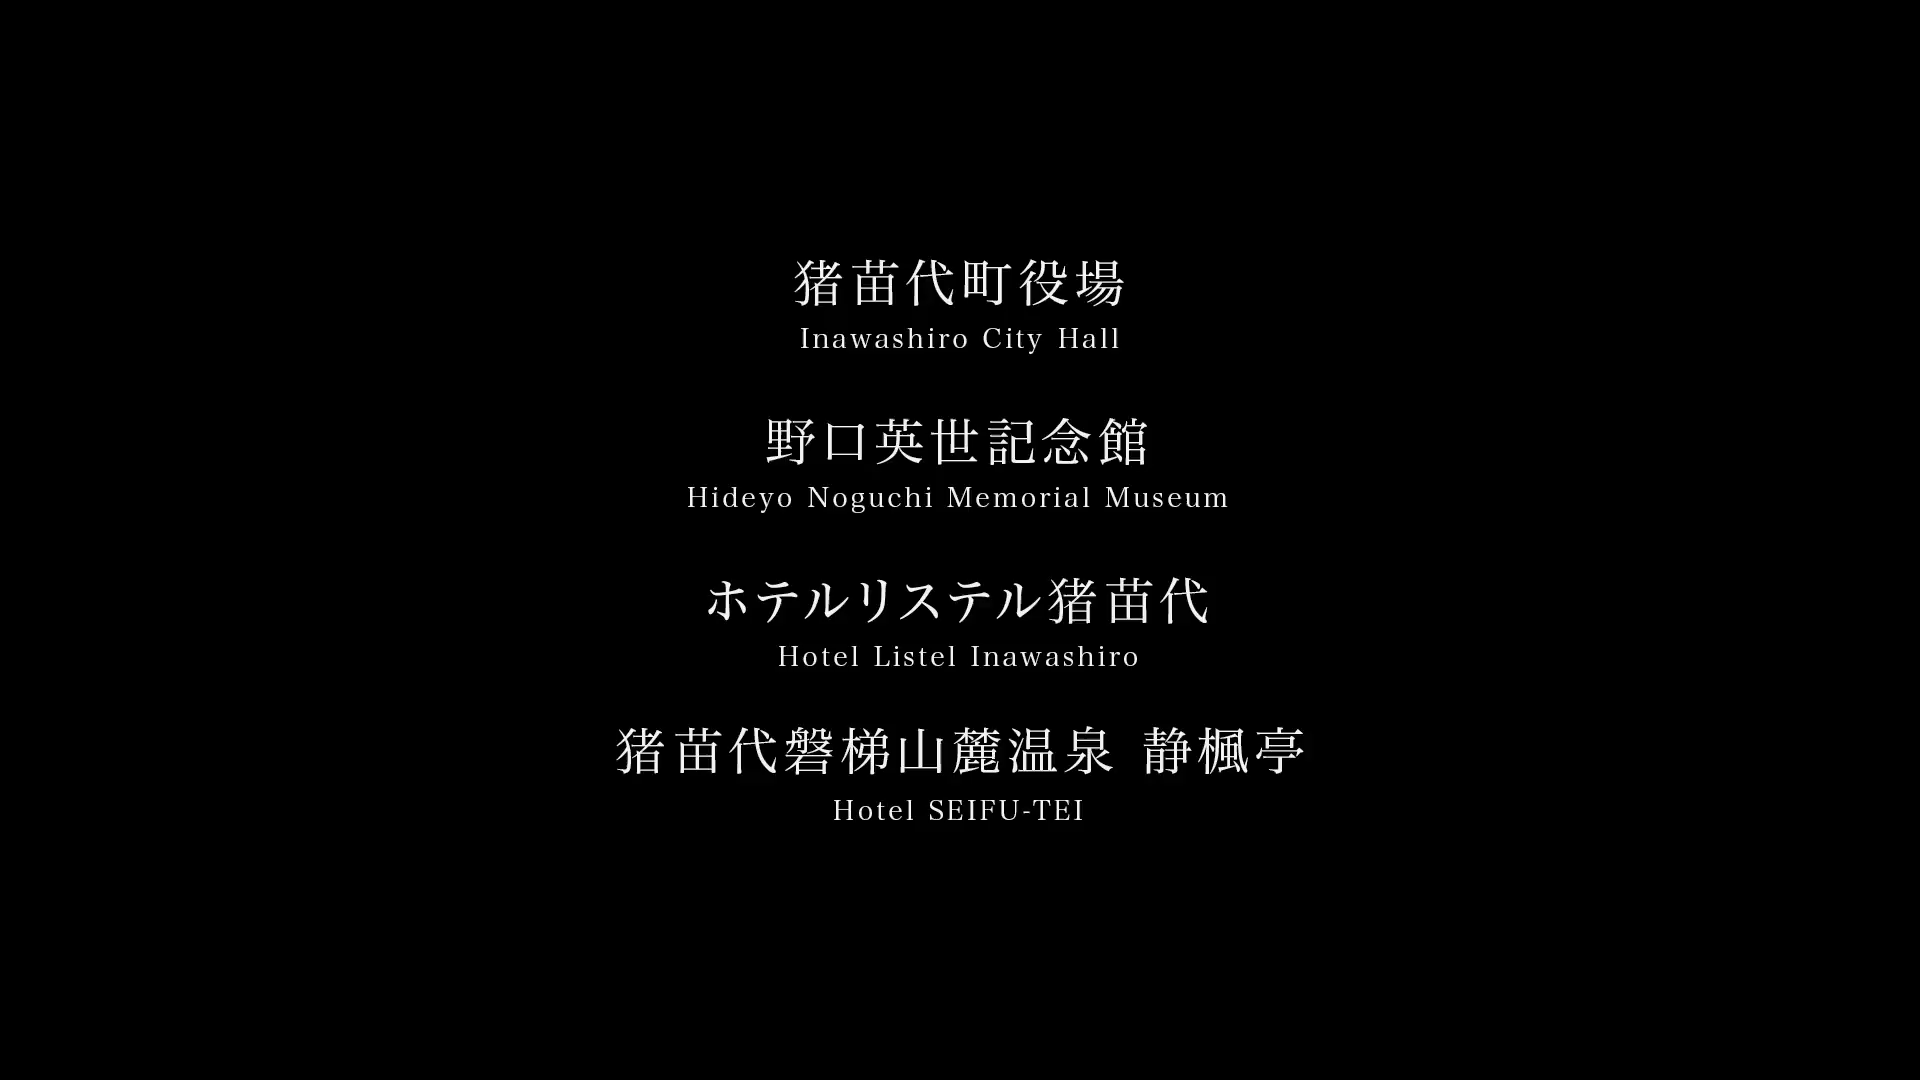 猪苗代町役場
Inawashiro City Hall
野口英世記念館
Hideyo Noguchi Memorial Museum
ホテルリステル猪苗代
Hotel Listel Inawashiro
猪苗代磐梯山麓温泉 静楓亭
Hotel SEIFU-TEI